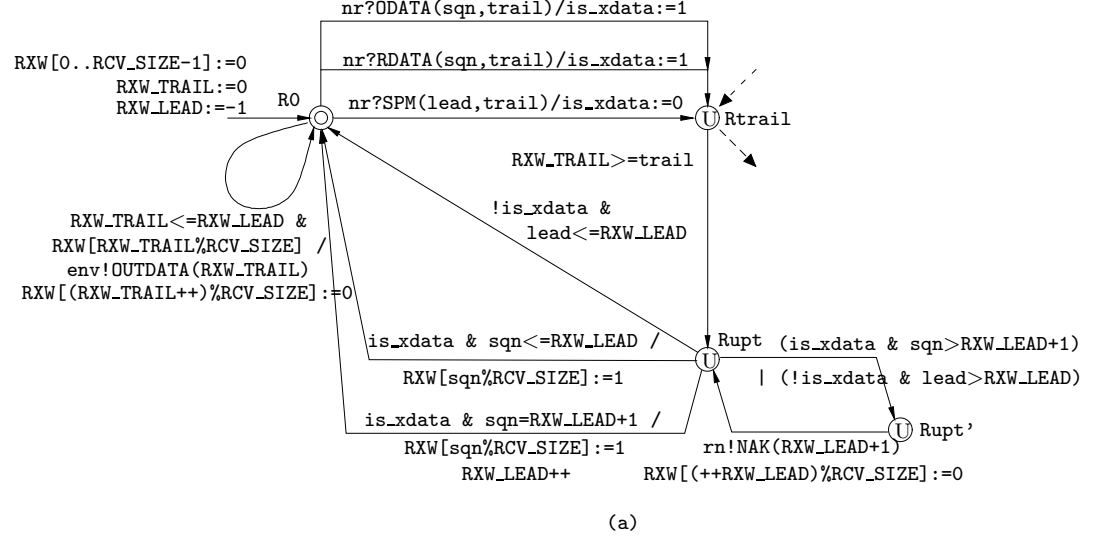 nr?ODATA(sqn,trail)/is_xdata:=1
RXW[0..RCV_SIZE-1]:=0
nr?RDATA(sqn,trail)/is_xdata:=1
RXW_TRAIL:=0
RXW_LEAD:=-1
R0
nr?SPM(lead,trail)/is_xdata:=0
U
Rtrail
RXW_TRAIL>=trail
RXW_TRAIL<=RXW_LEAD &
RXW[RXW_TRAIL%RCV_SIZE] /
env!OUTDATA(RXW_TRAIL)
RXW[(RXW_TRAIL++)%RCV_SIZE]:=0
!is_xdata &
lead<=RXW_LEAD
is_xdata & sqn<=RXW_LEAD /
RXW[sqn%RCV_SIZE]:=1
U
Rupt
(is_xdata & sqn>RXW_LEAD+1)
| (!is_xdata & lead>RXW_LEAD)
is_xdata & sqn=RXW_LEAD+1 /
RXW[sqn%RCV_SIZE]:=1
RXW_LEAD++
U
Rupt'
rn!NAK(RXW_LEAD+1)
RXW[(++RXW_LEAD)%RCV_SIZE]:=0
(a)